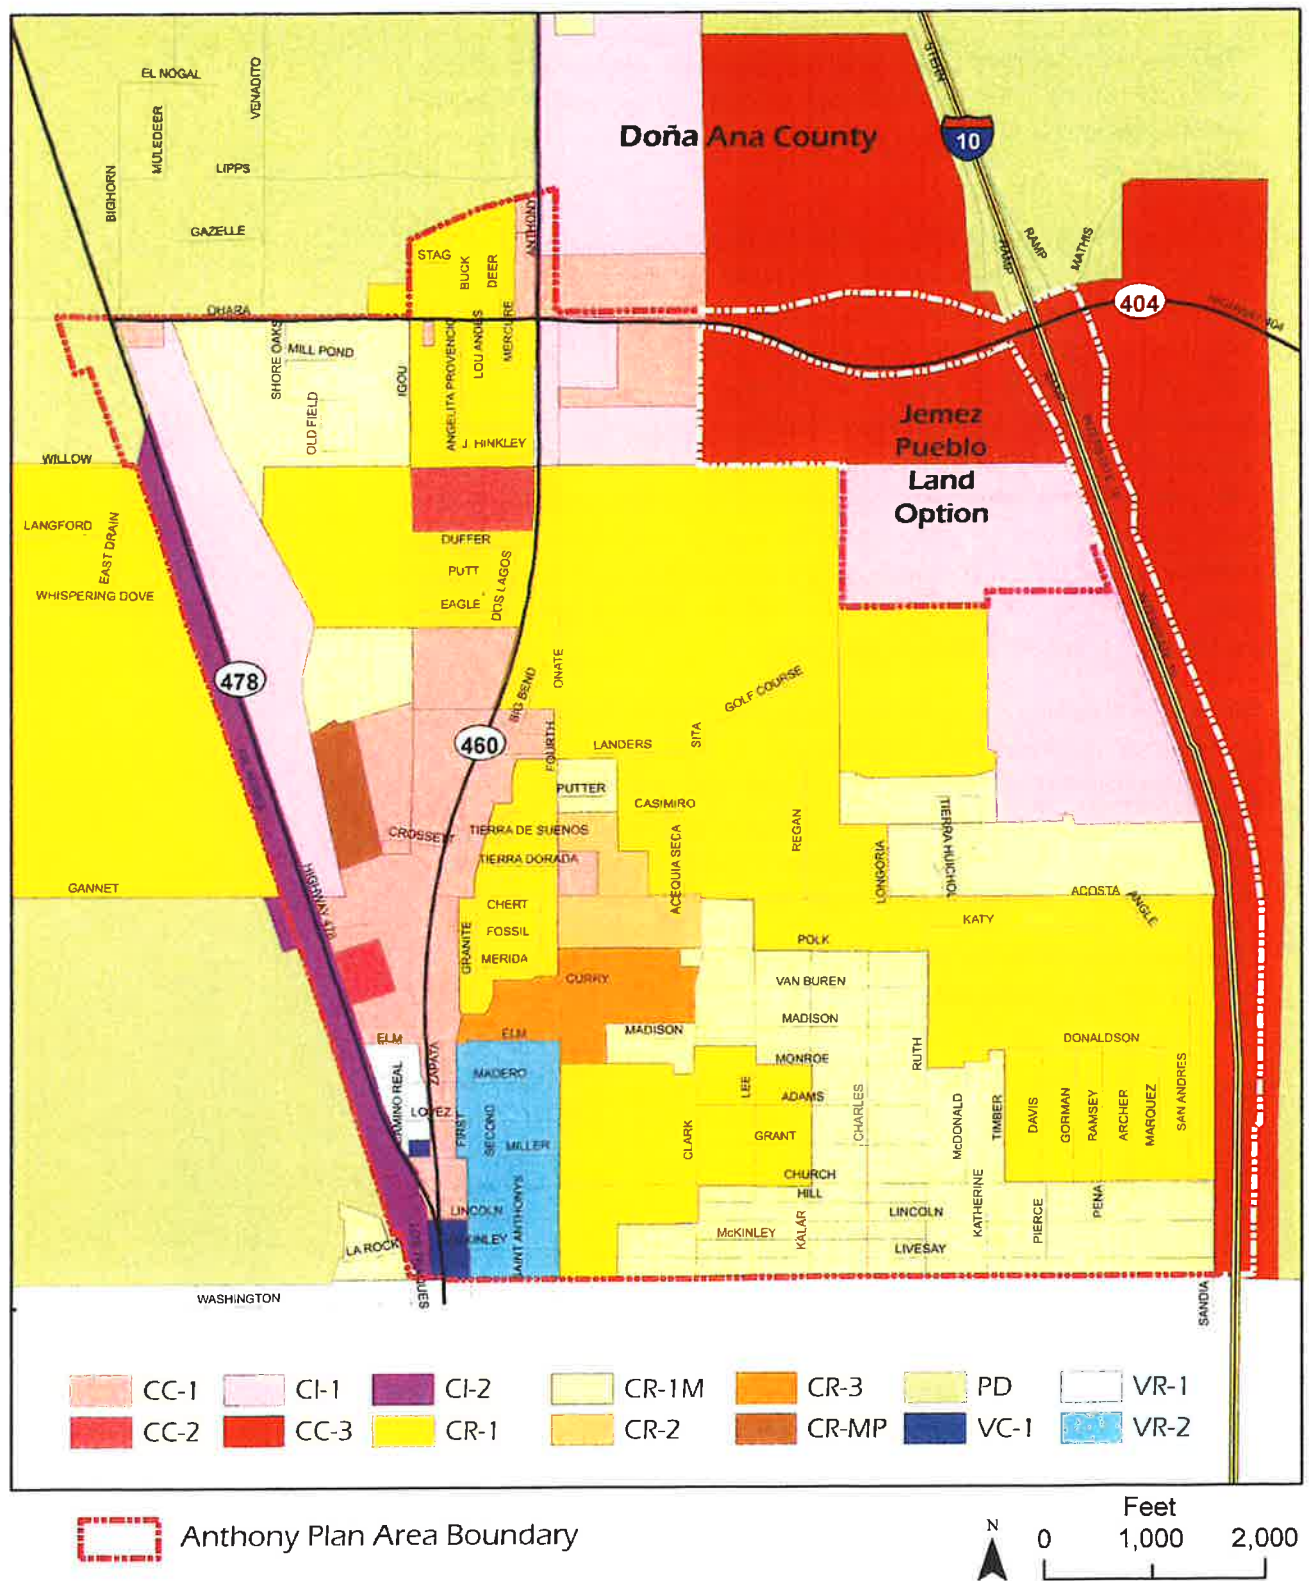 EL NOGAL
VENADITO
MULEDEER
BIGHORN
LIPPS
GAZELLE
STERN
10
Doña Ana County
ANTHONY
STAG
BUCK
DEER
RAMP
RAMP
MATHIS
404
HIGHWAY 404
OHARA
SHORE OAKS
MILL POND
OLD FIELD
IGOU
ANGELITA PROVENCIO
LOU ANDES
MERCURE
J. HINKLEY
RAMP
Jemez
Pueblo
Land
Option
WILLOW
LANGFORD
EAST DRAIN
WHISPERING DOVE
DUFFER
PUTT
EAGLE
DOS LAGOS
478
460
BIG BEND
ONATE
FOURTH
LANDERS
SITA
GOLF COURSE
PUTTER
CASIMIRO
CROSSETT
TIERRA DE SUENOS
TIERRA DORADA
ACEQUIA SECA
REGAN
LONGORIA
TIERRA HUICHOL
GANNET
HIGHWAY 478
CHERT
FOSSIL
MERIDA
GRANITE
ACOSTA
ANGLE
KATY
POLK
CURRY
VAN BUREN
MADISON
MADISON
ELM
ELM
MONROE
RUTH
DONALDSON
CAMINO REAL
ZAPATA
MADERO
LEE
ADAMS
CHARLES
McDONALD
TIMBER
DAVIS
GORMAN
RAMSEY
ARCHER
MARQUEZ
SAN ANDRES
LOPEZ
FIRST
SECOND
MILLER
CLARK
GRANT
CHURCH
HILL
SAINT ANTHONYS
LINCOLN
LINCOLN
KATHERINE
PIERCE
PENA
McKINLEY
KALAR
LIVESAY
LA ROCK
WASHINGTON
SANDIA
CC-1
CI-1
CI-2
CR-1M
CR-3
PD
VR-1
CC-2
CC-3
CR-1
CR-2
CR-MP
VC-1
VR-2
Anthony Plan Area Boundary
N
Feet
0
1,000
2,000